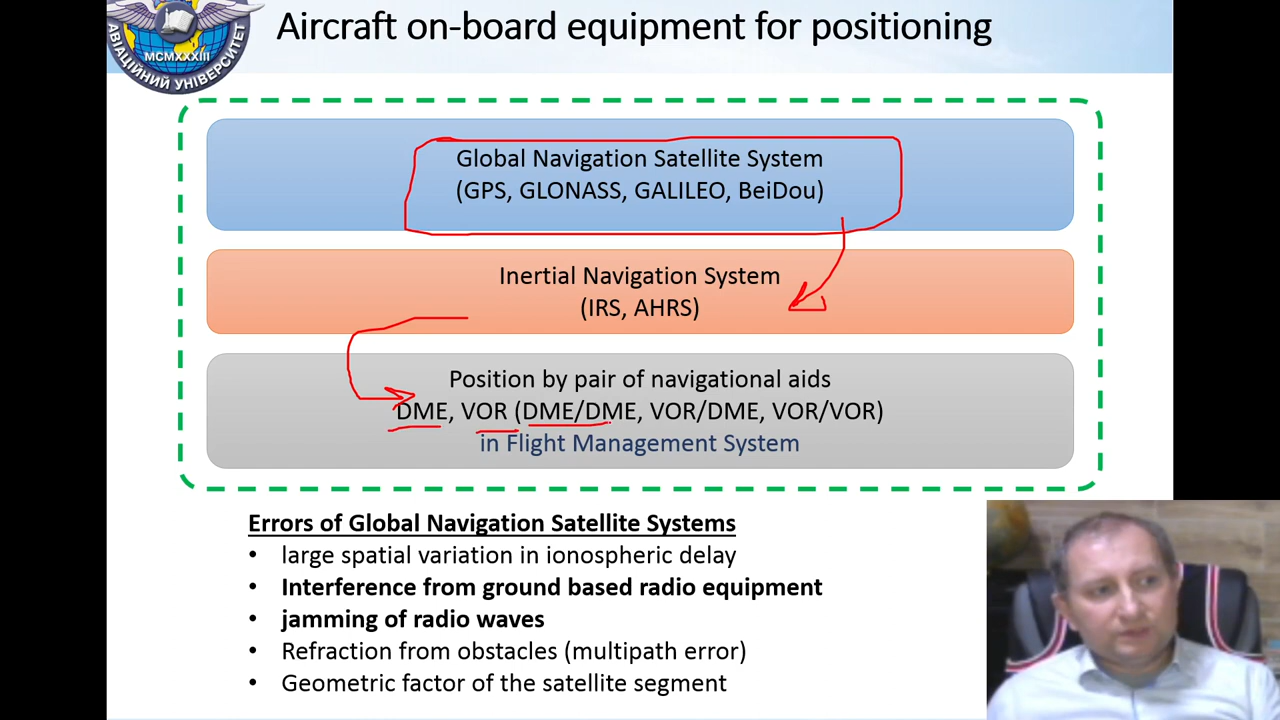 Aircraft on-board equipment for positioning
АВІАЦІЙНИЙ УНІВЕРСИТЕТ
MCMXXXIII
Global Navigation Satellite System
(GPS, GLONASS, GALILEO, BeiDou)
Inertial Navigation System
(IRS, AHRS)
Position by pair of navigational aids
DME, VOR (DME/DME, VOR/DME, VOR/VOR)
in Flight Management System
Errors of Global Navigation Satellite Systems
• large spatial variation in ionospheric delay
• Interference from ground based radio equipment
• jamming of radio waves
• Refraction from obstacles (multipath error)
• Geometric factor of the satellite segment